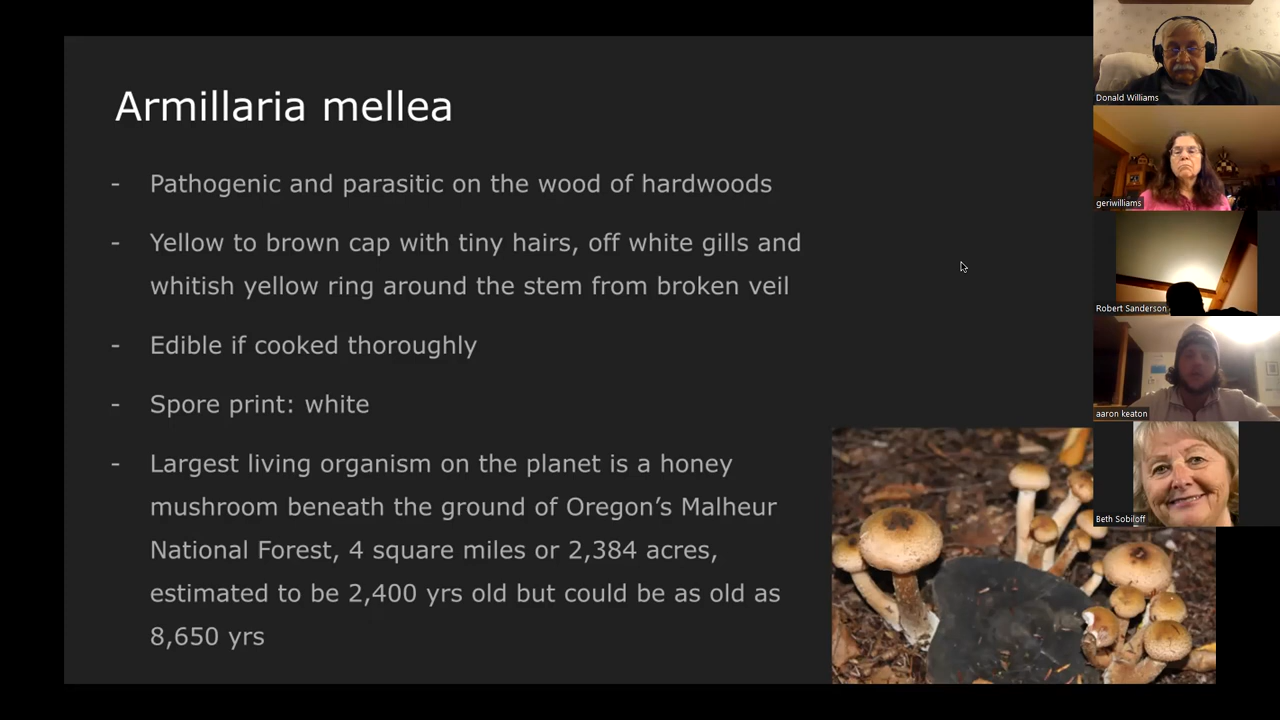 Armillaria mellea
- Pathogenic and parasitic on the wood of hardwoods
- Yellow to brown cap with tiny hairs, off white gills and
whitish yellow ring around the stem from broken veil
- Edible if cooked thoroughly
- Spore print: white
- Largest living organism on the planet is a honey
mushroom beneath the ground of Oregon’s Malheur
National Forest, 4 square miles or 2,384 acres,
estimated to be 2,400 yrs old but could be as old as
8,650 yrs
Donald Williams
geriwilliams
Robert Sanderson
aaron keaton
Beth Sobiloff